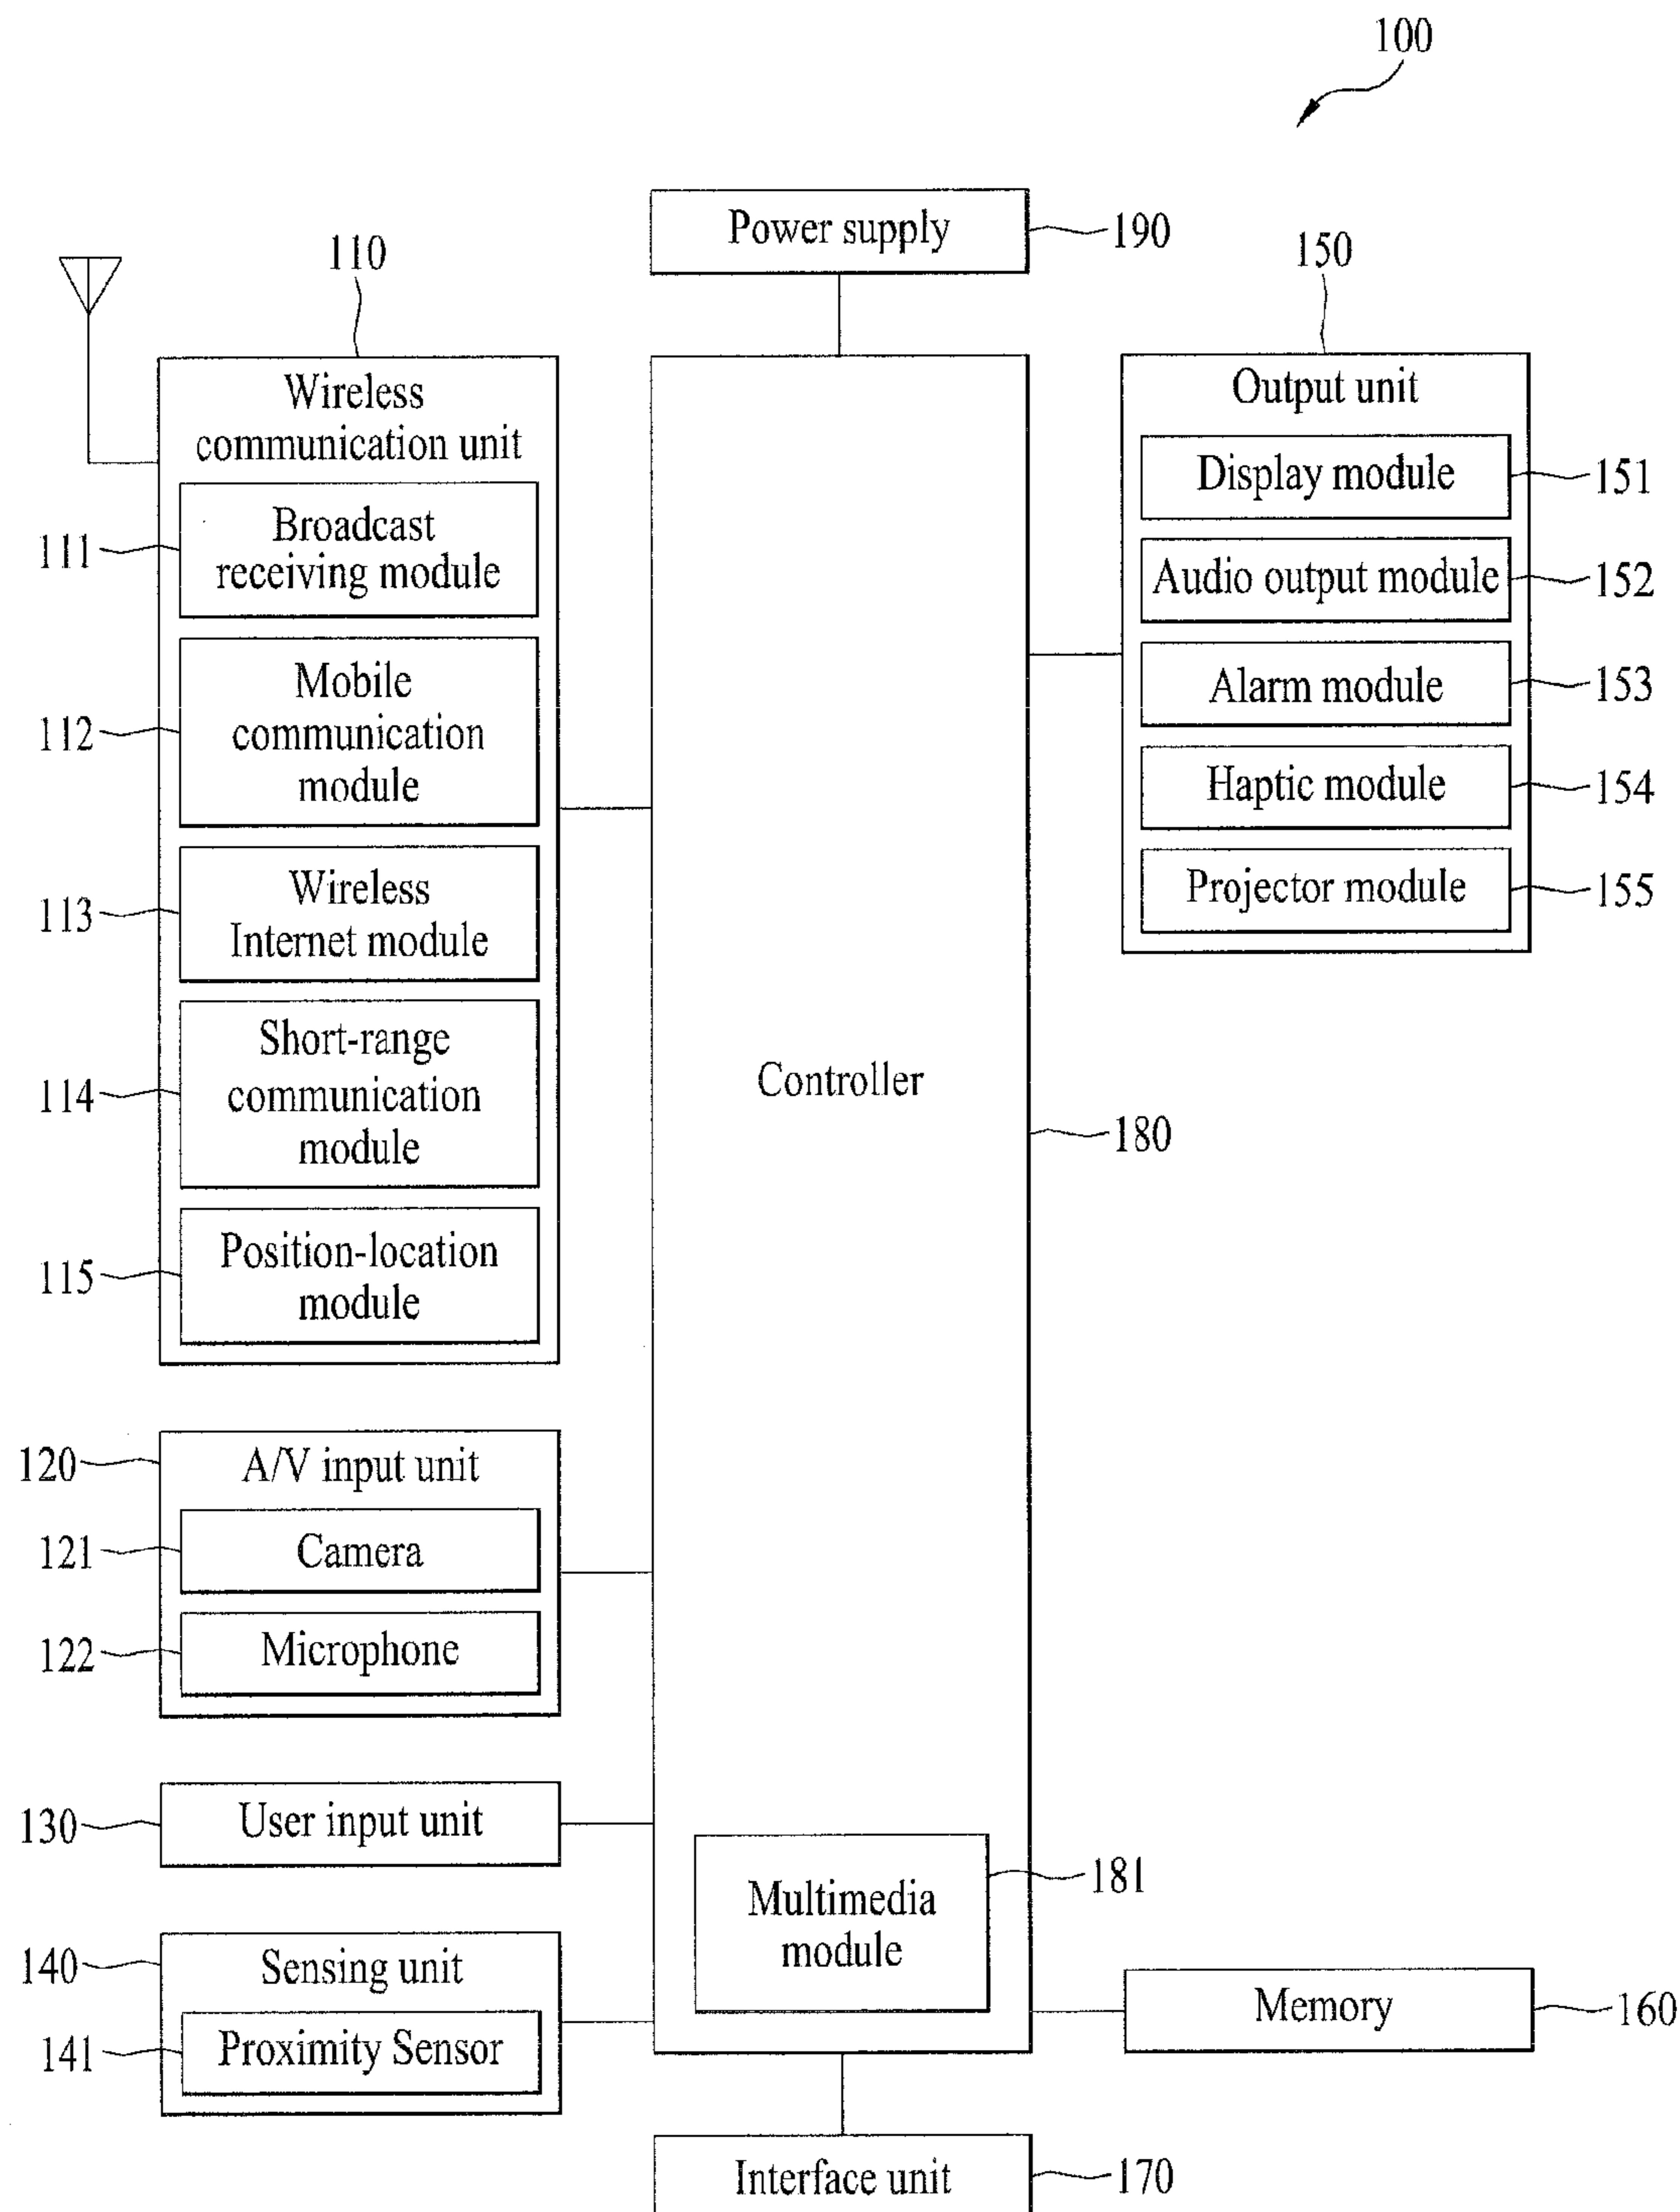 100
Power supply
190
110
150
Wireless
communication unit
Broadcast
receiving module
111
Mobile
communication
module
112
Wireless
Internet module
113
Short-range
communication
module
114
Position-location
module
115
Output unit
Display module
151
Audio output module
152
Alarm module
153
Haptic module
154
Projector module
155
Controller
180
120
A/V input unit
121
Camera
122
Microphone
130
User input unit
140
Sensing unit
141
Proximity Sensor
Multimedia
module
181
Memory
160
Interface unit
170